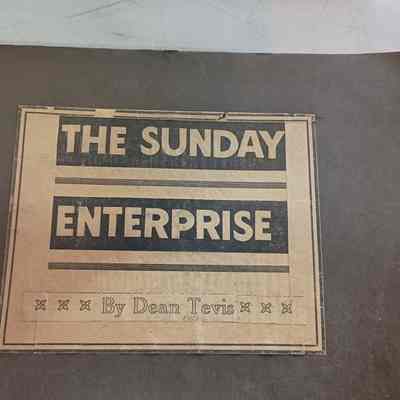 THE SUNDAY
ENTERPRISE
By Dean Tevis